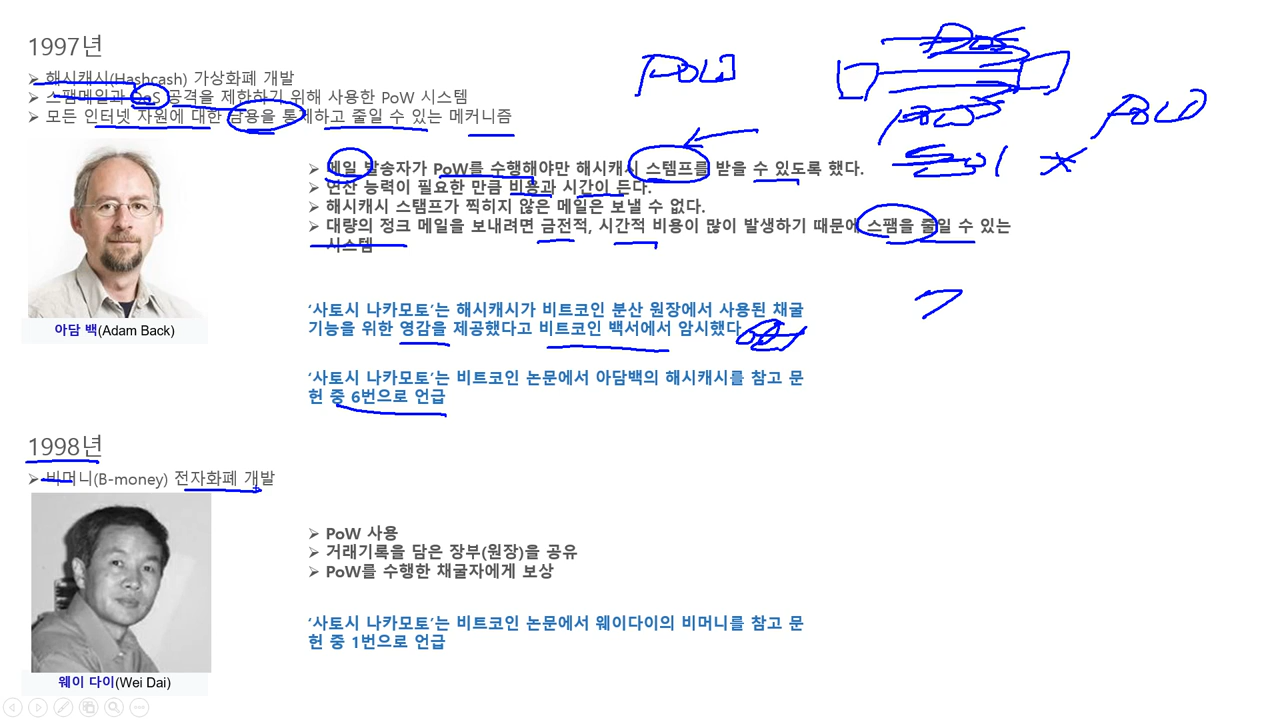 1997년
➢ 해시캐시(Hashcash) 가상화폐 개발
➢ 스팸메일과 DoS 공격을 제한하기 위해 사용한 PoW 시스템
➢ 모든 인터넷 자원에 대한 남용을 통제하고 줄일 수 있는 메커니즘
POW
POW
➢ 메일 발송자가 PoW를 수행해야만 해시캐시 스템프를 받을 수 있도록 했다.
➢ 연산 능력이 필요한 만큼 비용과 시간이 든다.
➢ 해시캐시 스탬프가 찍히지 않은 메일은 보낼 수 없다.
➢ 대량의 정크 메일을 보내려면 금전적, 시간적 비용이 많이 발생하기 때문에 스팸을 줄일 수 있는
시스템
아담 백(Adam Back)
‘사토시 나카모토’는 해시캐시가 비트코인 분산 원장에서 사용된 채굴
기능을 위한 영감을 제공했다고 비트코인 백서에서 암시했다
‘사토시 나카모토’는 비트코인 논문에서 아담백의 해시캐시를 참고 문
헌 중 6번으로 언급
1998년
➢ 비머니(B-money) 전자화폐 개발
➢ PoW 사용
➢ 거래기록을 담은 장부(원장)을 공유
➢ PoW를 수행한 채굴자에게 보상
‘사토시 나카모토’는 비트코인 논문에서 웨이다이의 비머니를 참고 문
헌 중 1번으로 언급
웨이 다이(Wei Dai)